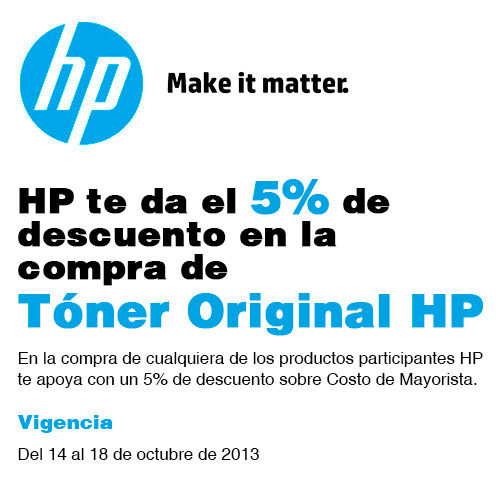 hp
Make it matter.
HP te da el 5% de
descuento en la
compra de
Tóner Original HP
En la compra de cualquiera de los productos participantes HP
te apoya con un 5% de descuento sobre Costo de Mayorista.
Vigencia
Del 14 al 18 de octubre de 2013